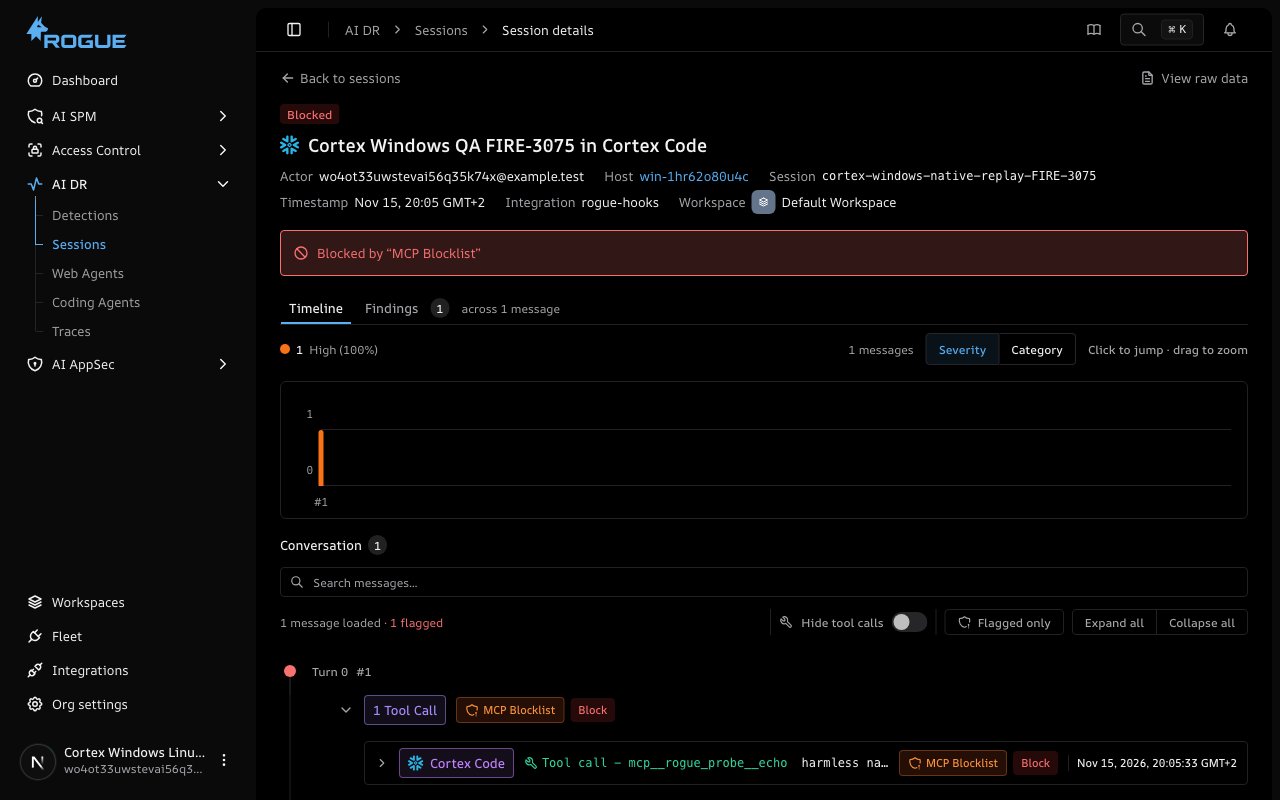 ROGUE
Dashboard
AI SPM
Access Control
AI DR
Detections
Sessions
Web Agents
Coding Agents
Traces
AI AppSec
Workspaces
Fleet
Integrations
Org settings
N
Cortex Windows Linu...
wo4ot33uwstevai56q3...
AI DR Sessions Session details
⌘ K
Back to sessions
View raw data
Blocked
Cortex Windows QA FIRE-3075 in Cortex Code
Actor wo4ot33uwstevai56q35k74x@example.test Host win-1hr62o80u4c Session cortex-windows-native-replay-FIRE-3075
Timestamp Nov 15, 20:05 GMT+2 Integration rogue-hooks Workspace Default Workspace
Blocked by “MCP Blocklist”
Timeline Findings 1 across 1 message
1 High (100%)
1 messages Severity Category Click to jump · drag to zoom
1
0
#1
Conversation 1
Search messages...
1 message loaded · 1 flagged
Hide tool calls Flagged only Expand all Collapse all
Turn 0 #1
1 Tool Call MCP Blocklist Block
Cortex Code Tool call – mcp__rogue_probe__echo harmless na… MCP Blocklist Block Nov 15, 2026, 20:05:33 GMT+2